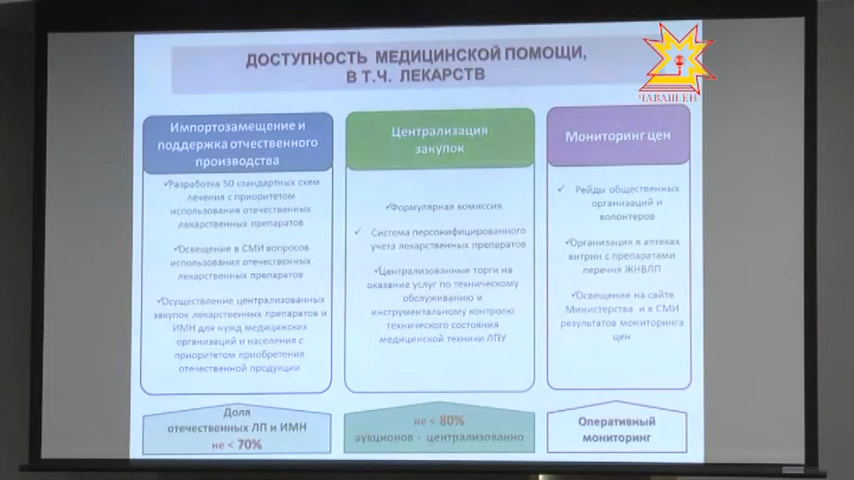 ДОСТУПНОСТЬ МЕДИЦИНСКОЙ ПОМОЩИ,
В Т.Ч. ЛЕКАРСТВ
ЧАВАШ ЕН
Импортозамещение и
поддержка отчественного
производства
✓Разработка 50 стандартных схем
лечения с приоритетом
использования отечественных
лекарственных препаратов
✓Освещение в СМИ вопросов
использования отечественных
лекарственных препаратов
✓Осуществление централизованных
закупок лекарственных препаратов и
ИМН для нужд медицинских
организаций и населения с
приоритетом приобретения
отечественной продукции
Доля
отечественных ЛП и ИМН
не < 70%
Централизация
закупок
✓Формулярная комиссия
✓ Система персонифицированного
учета лекарственных препаратов
✓Централизованные торги на
оказание услуг по техническому
обслуживанию и
инструментальному контролю
технического состояния
медицинской техники ЛПУ
не < 80%
аукционов - централизованно
Мониторинг цен
✓ Рейды общественных
организаций и
волонтеров
✓Организация в аптеках
витрин с препаратами
перечня ЖНВЛП
✓Освещение на сайте
Министерства и в СМИ
результатов мониторинга
цен
Оперативный
мониторинг